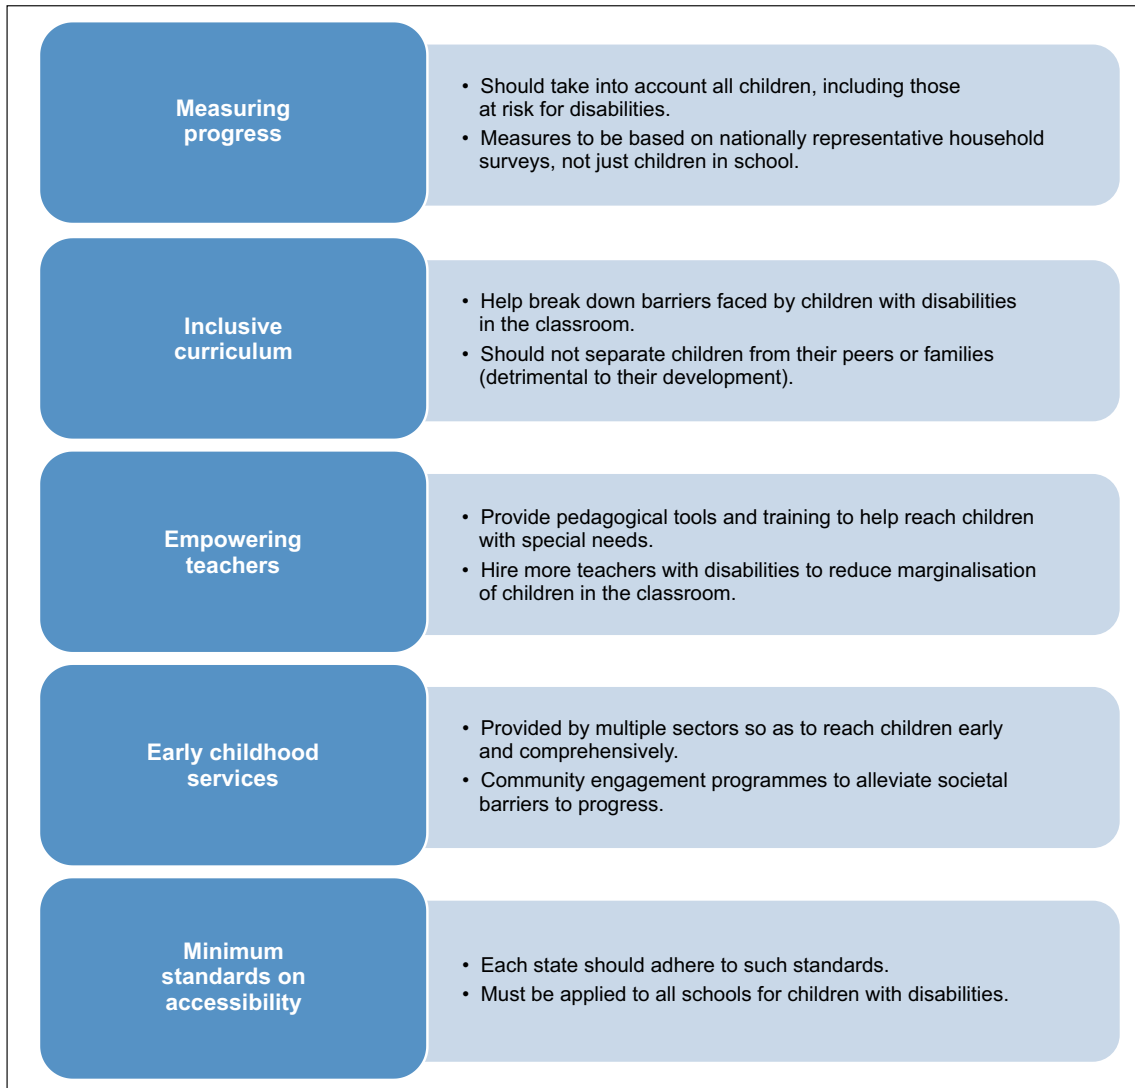 Measuring
progress
• Should take into account all children, including those
at risk for disabilities.
• Measures to be based on nationally representative household
surveys, not just children in school.
Inclusive
curriculum
• Help break down barriers faced by children with disabilities
in the classroom.
• Should not separate children from their peers or families
(detrimental to their development).
Empowering
teachers
• Provide pedagogical tools and training to help reach children
with special needs.
• Hire more teachers with disabilities to reduce marginalisation
of children in the classroom.
Early childhood
services
• Provided by multiple sectors so as to reach children early
and comprehensively.
• Community engagement programmes to alleviate societal
barriers to progress.
Minimum
standards on
accessibility
• Each state should adhere to such standards.
• Must be applied to all schools for children with disabilities.